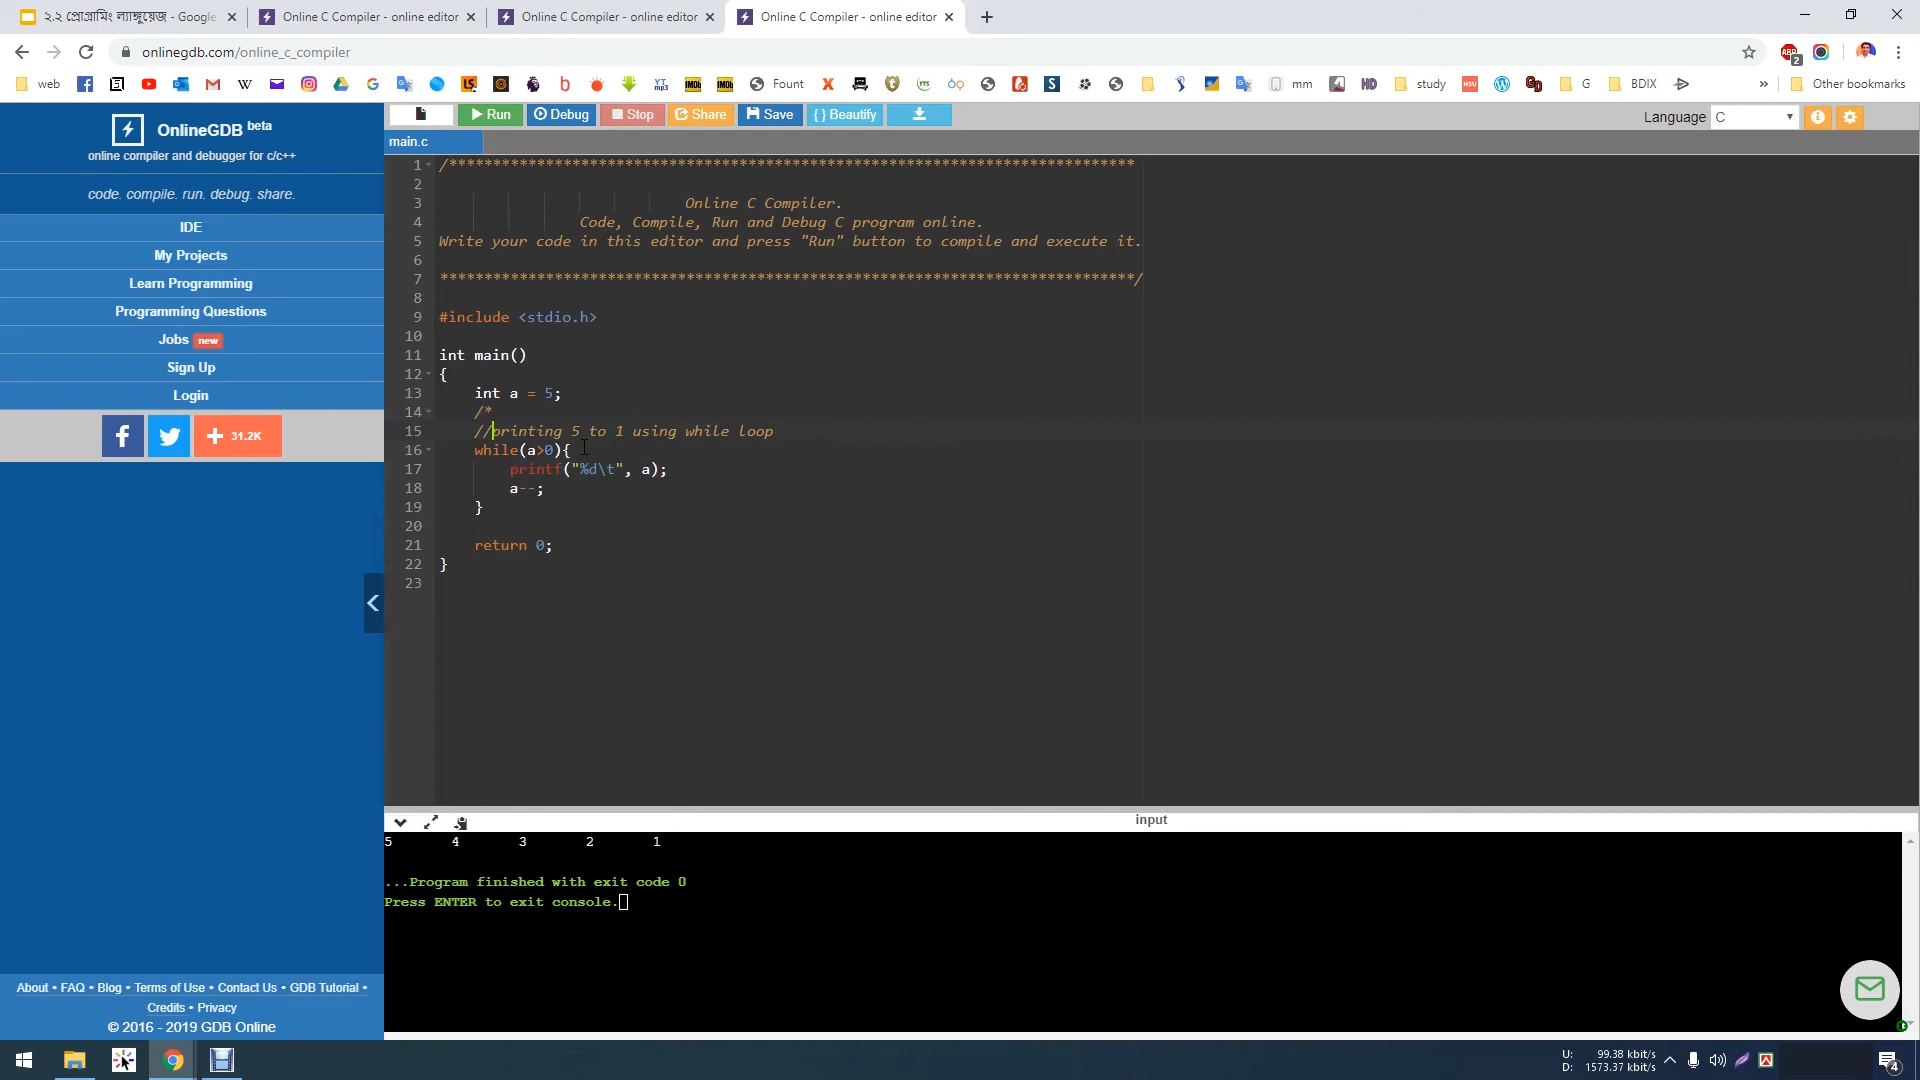 ২.২ প্রোগ্রামিং ল্যাঙ্গুয়েজ - Google
Online C Compiler - online editor
Online C Compiler - online editor
Online C Compiler - online editor
onlinegdb.com/online_c_compiler
web
Fount
mm
study
G
BDIX
»
Other bookmarks
OnlineGDB beta
online compiler and debugger for c/c++
code. compile. run. debug. share.
IDE
My Projects
Learn Programming
Programming Questions
Jobs new
Sign Up
Login
31.2K
About • FAQ • Blog • Terms of Use • Contact Us • GDB Tutorial •
Credits • Privacy
© 2016 - 2019 GDB Online
Run
Debug
Stop
Share
Save
{ } Beautify
Language C
main.c
1 /******************************************************************************
2
3 Online C Compiler.
4 Code, Compile, Run and Debug C program online.
5 Write your code in this editor and press "Run" button to compile and execute it.
6
7 *******************************************************************************/
8
9 #include <stdio.h>
10
11 int main()
12 {
13 int a = 5;
14 /*
15 //printing 5 to 1 using while loop
16 while(a>0){
17 printf("%d\t", a);
18 a--;
19 }
20
21 return 0;
22 }
23
input
5 4 3 2 1
...Program finished with exit code 0
Press ENTER to exit console.
U: 99.38 kbit/s
D: 1573.37 kbit/s
4